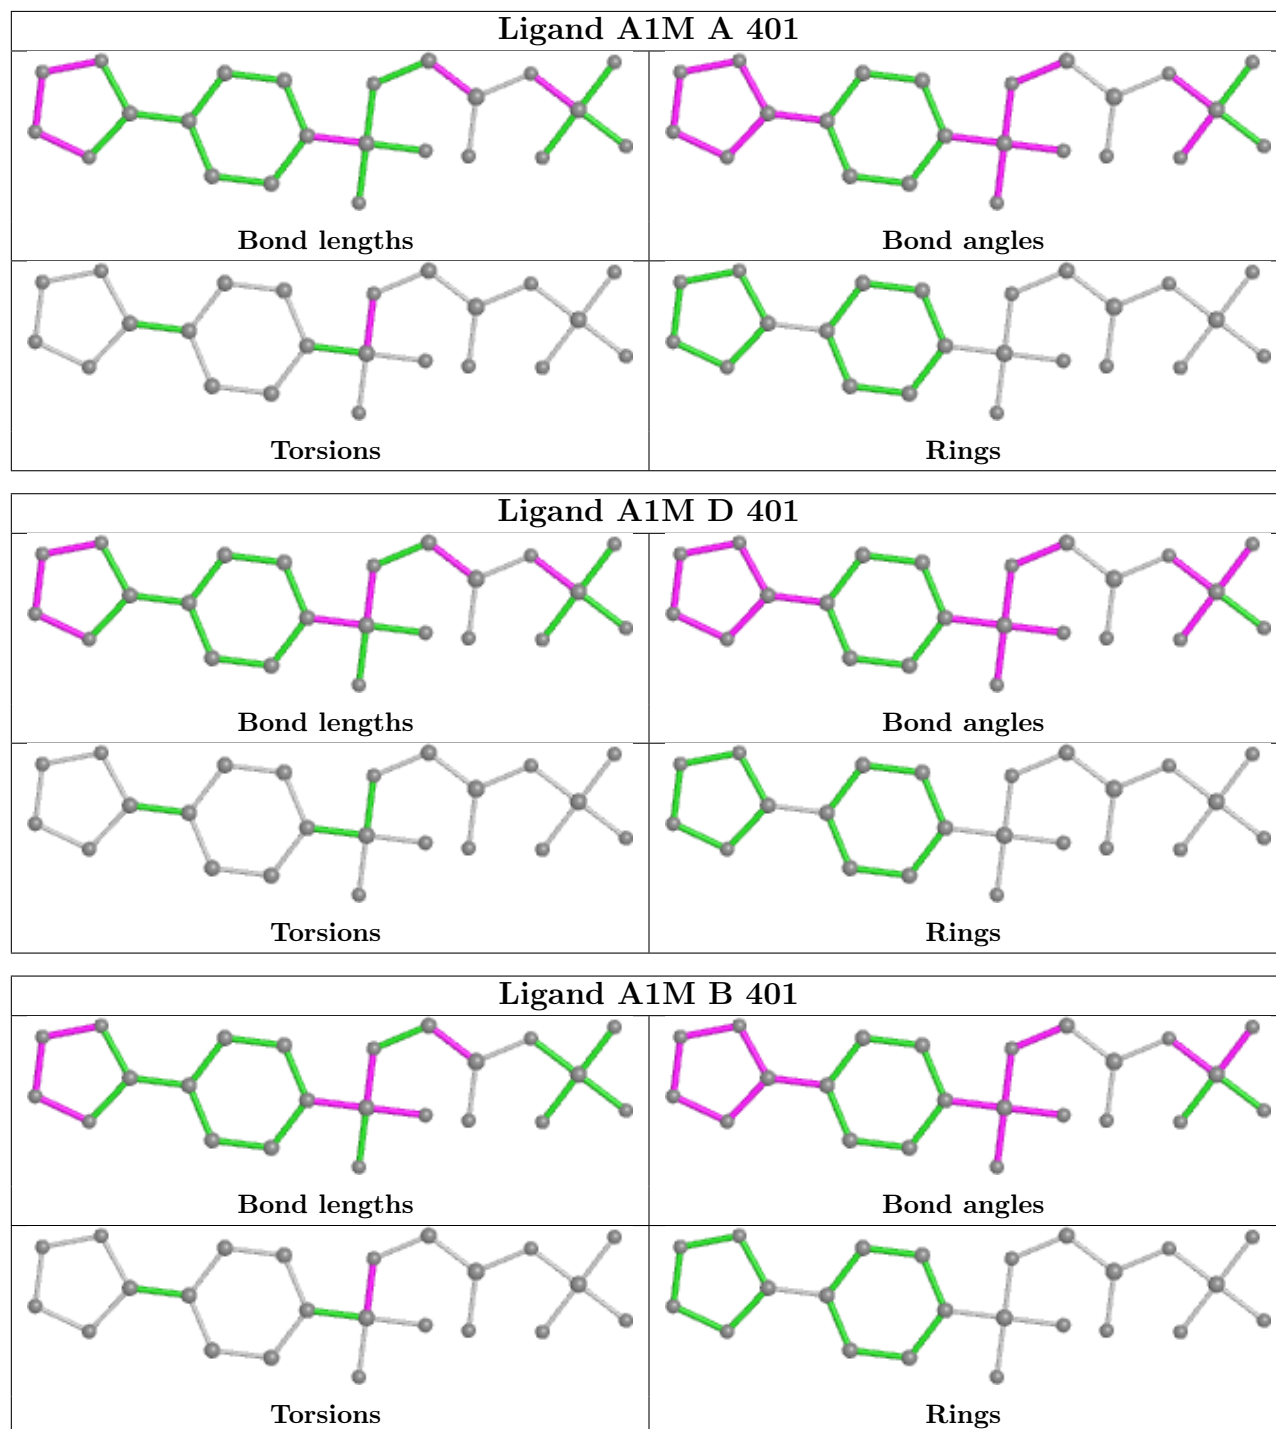 Ligand A1M A 401
Bond lengths
Bond angles
Torsions
Rings
Ligand A1M D 401
Bond lengths
Bond angles
Torsions
Rings
Ligand A1M B 401
Bond lengths
Bond angles
Torsions
Rings